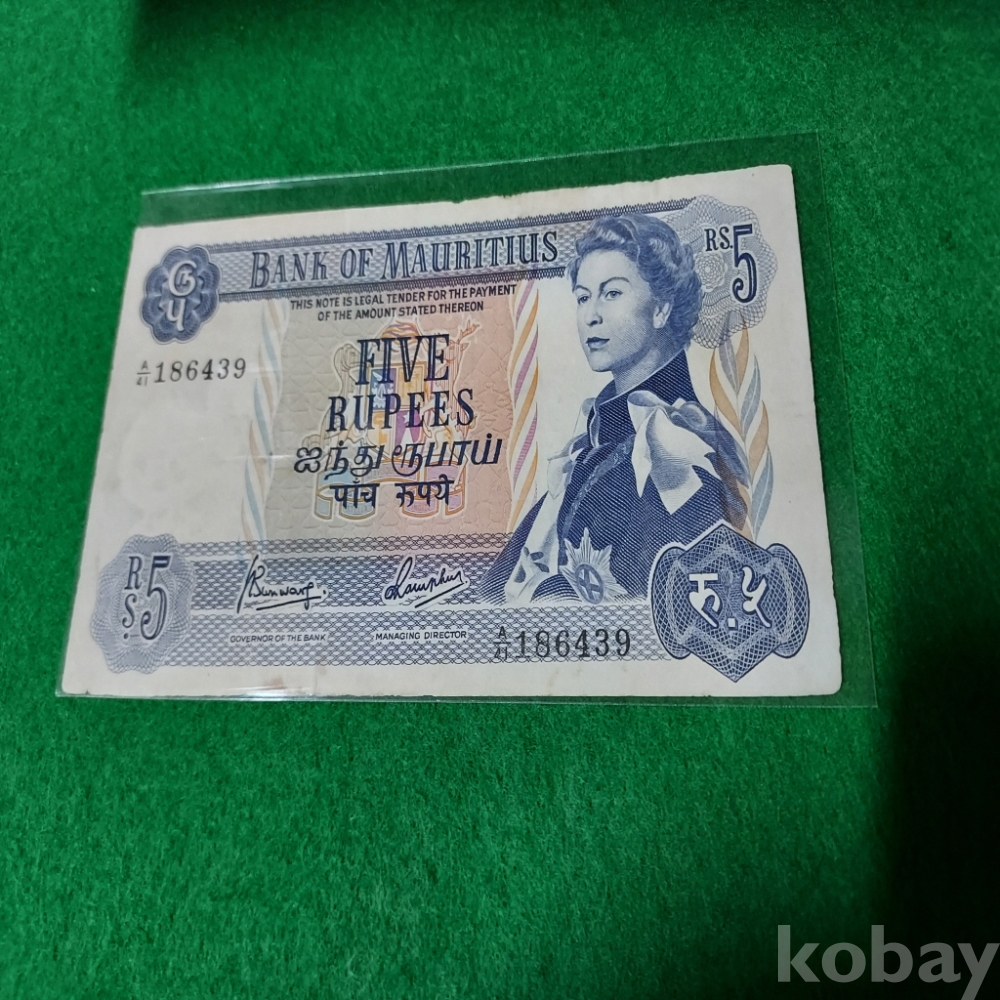 BANK OF MAURITIUS
RS.5
THIS NOTE IS LEGAL TENDER FOR THE PAYMENT
OF THE AMOUNT STATED THEREON
A/41 186439
FIVE
RUPEES
ஐந்து ரூபாய்
पाँच रुपये
Rs.5
GOVERNOR OF THE BANK
MANAGING DIRECTOR
A/41 186439
रु.५
kobay